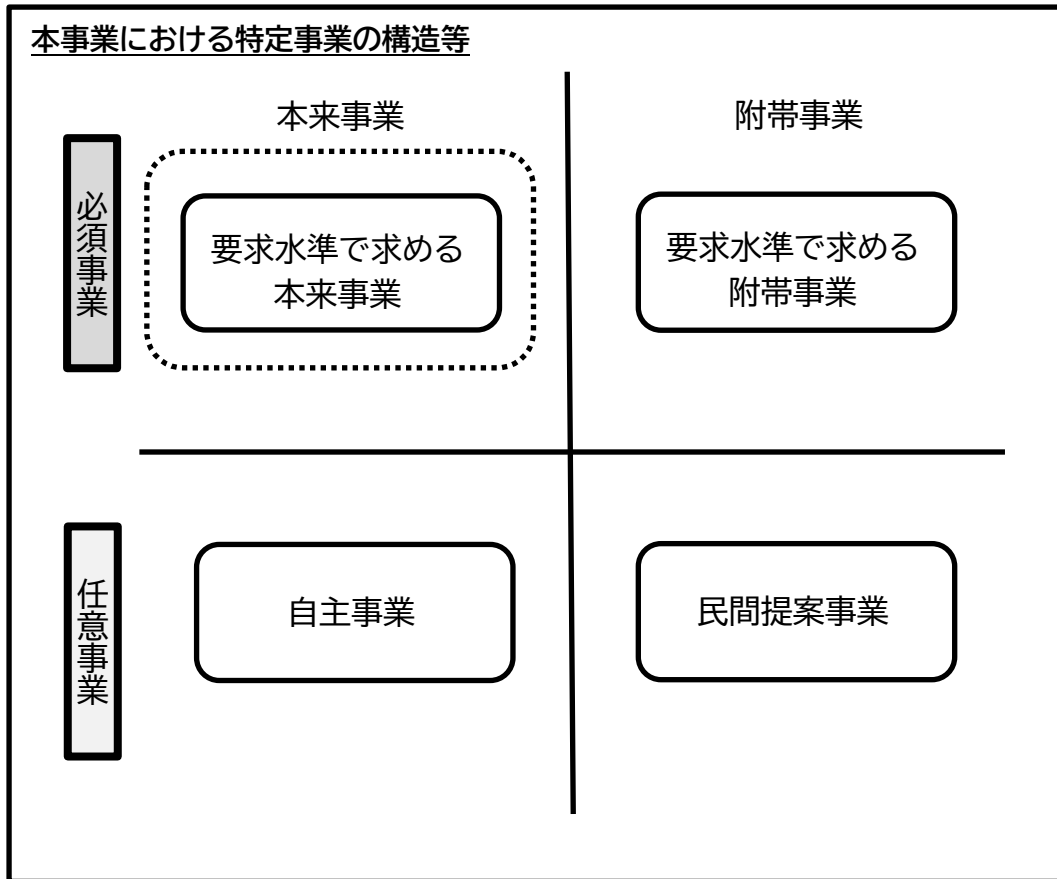 本事業における特定事業の構造等
本来事業
附帯事業
必須事業
要求水準で求める
本来事業
要求水準で求める
附帯事業
任意事業
自主事業
民間提案事業